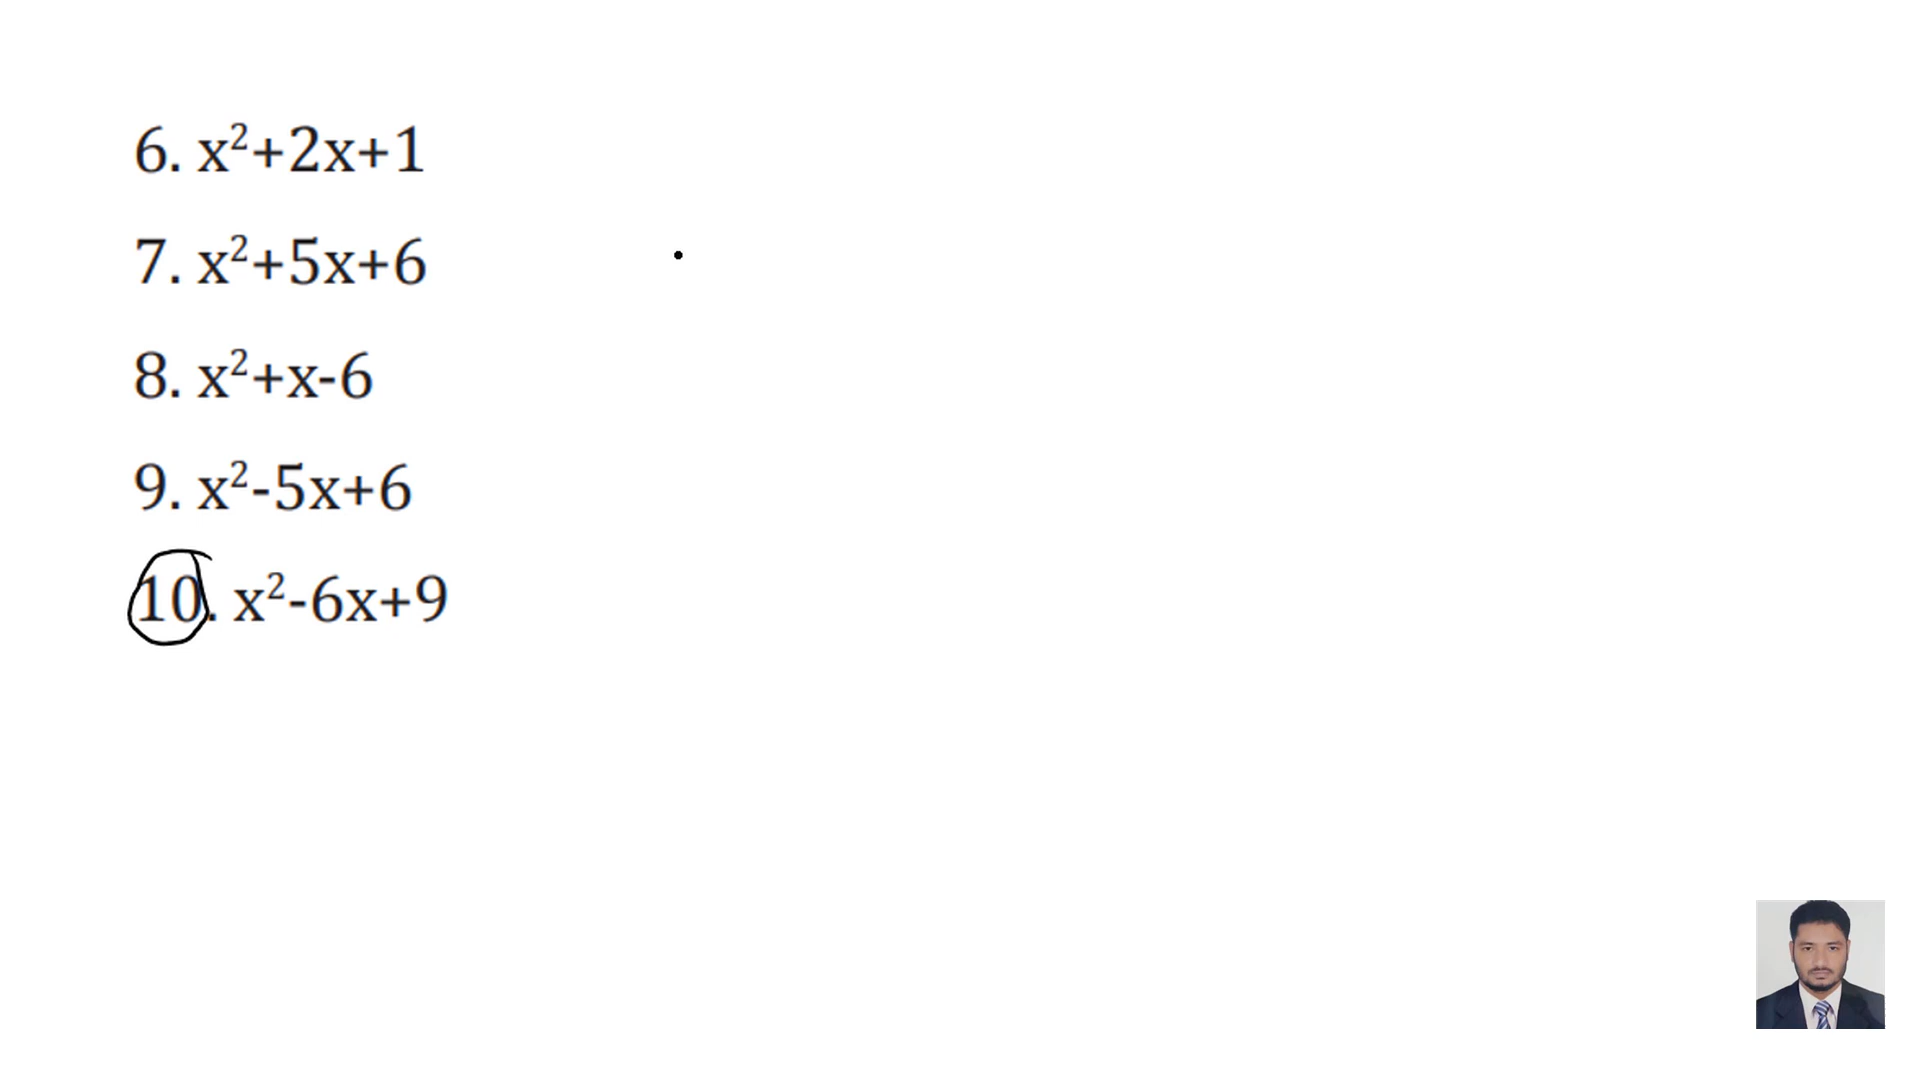 6. x²+2x+1
7. x²+5x+6
8. x²+x-6
9. x²-5x+6
10. x²-6x+9